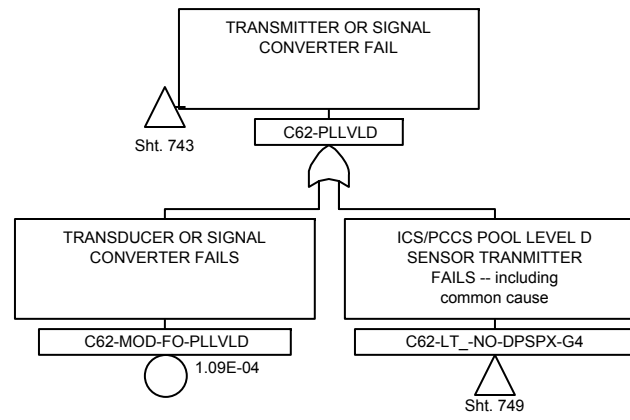 TRANSMITTER OR SIGNAL
CONVERTER FAIL
Sht. 743
C62-PLLVLD
TRANSDUCER OR SIGNAL
CONVERTER FAILS
C62-MOD-FO-PLLVLD
1.09E-04
ICS/PCCS POOL LEVEL D
SENSOR TRANMITTER
FAILS -- including
common cause
C62-LT_-NO-DPSPX-G4
Sht. 749